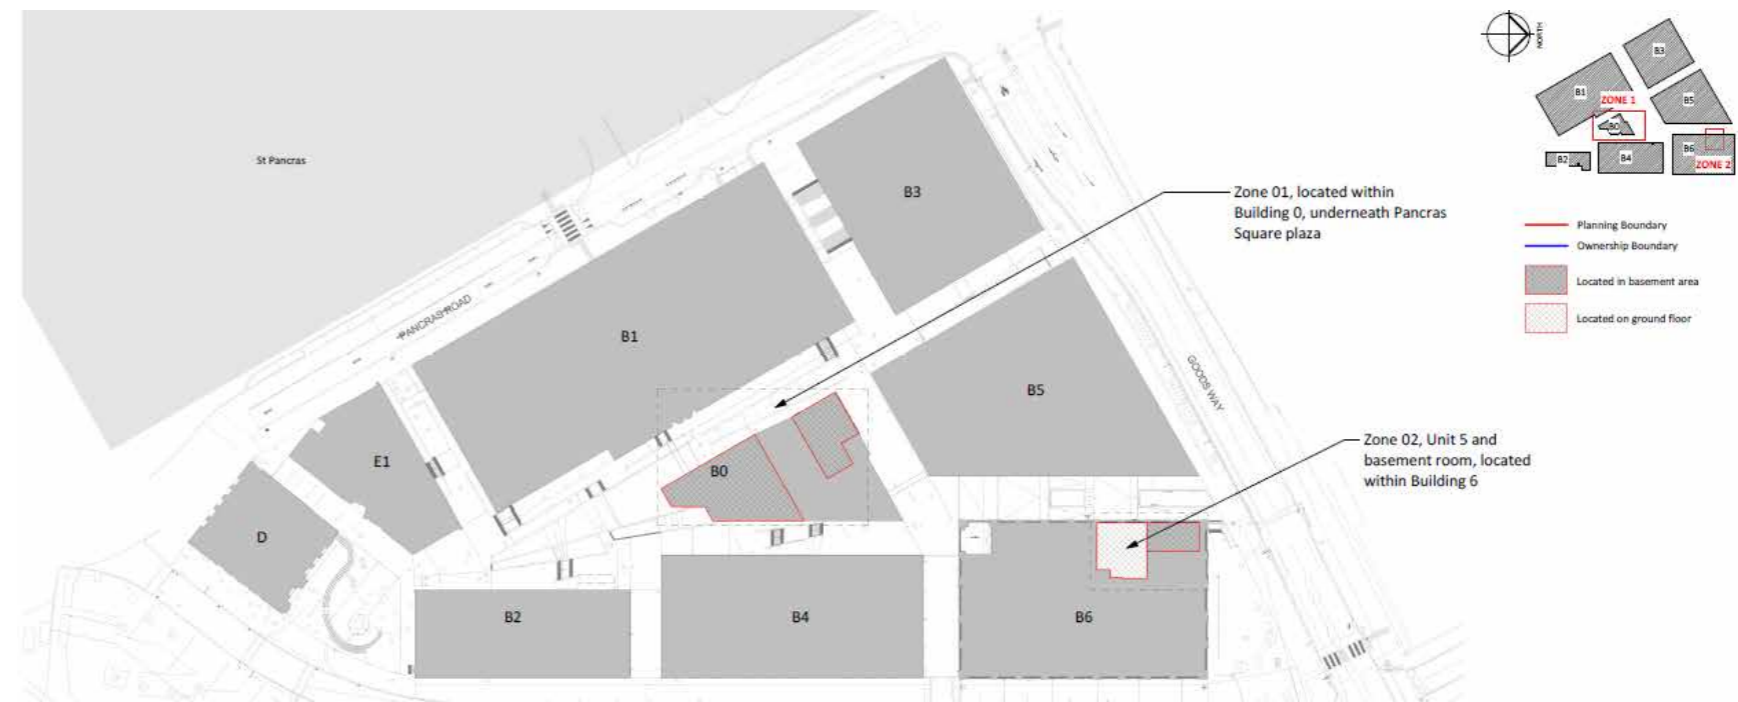 St Pancras
PANCRAS ROAD
B3
B1
B5
GOODS WAY
E1
B0
D
B2
B4
B6
Zone 01, located within
Building 0, underneath Pancras
Square plaza
Zone 02, Unit 5 and
basement room, located
within Building 6
NORTH
B3
B1
ZONE 1
B5
B0
B2
B4
B6
ZONE 2
Planning Boundary
Ownership Boundary
Located in basement area
Located on ground floor